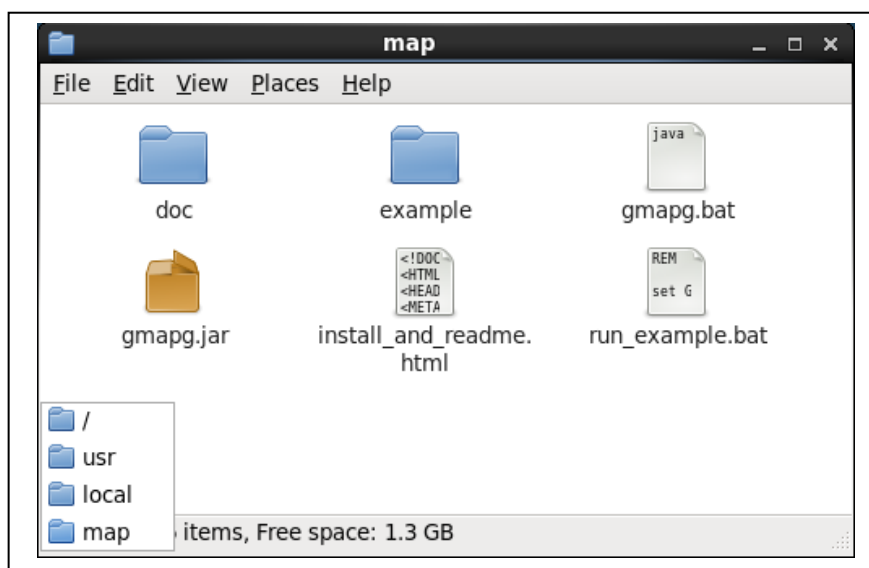 map
File Edit View Places Help
doc
example
java
gmapg.bat
gmapg.jar
<!DOC
<HTML
<HEAD
<META
install_and_readme.
html
REM
set G
run_example.bat
/
usr
local
map
items, Free space: 1.3 GB